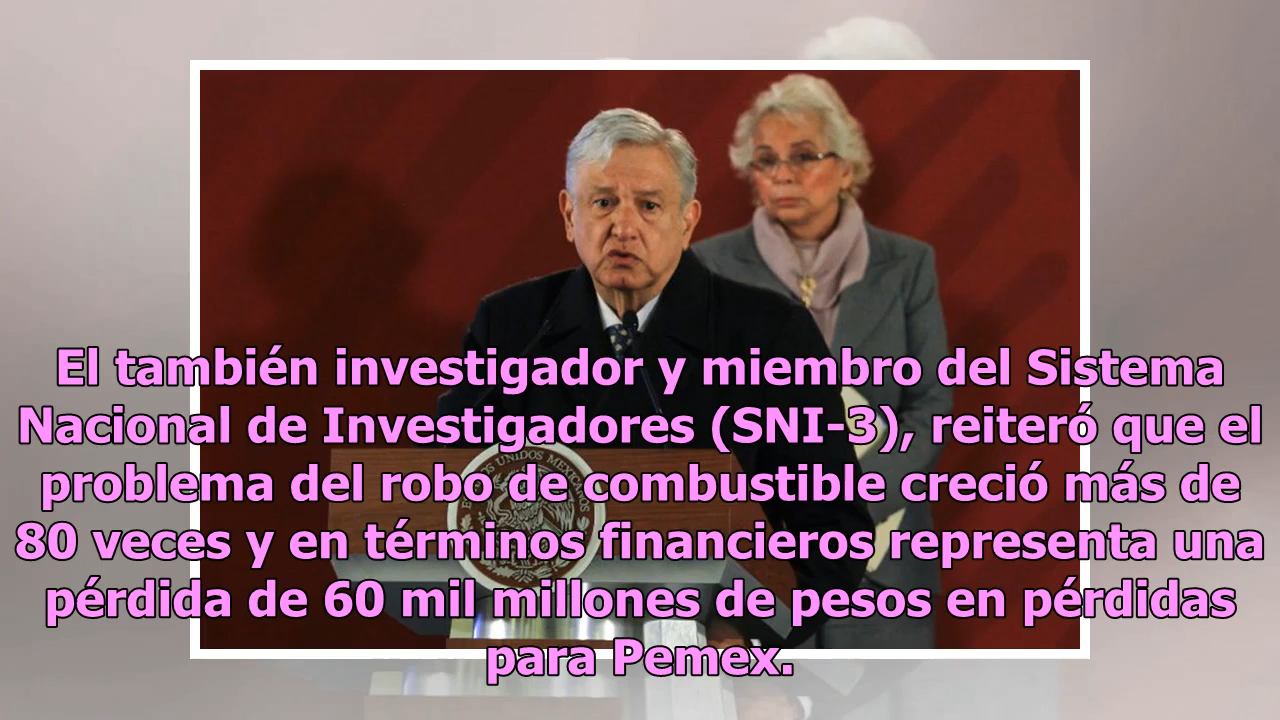 El también investigador y miembro del Sistema
Nacional de Investigadores (SNI-3), reiteró que el
problema del robo de combustible creció más de
80 veces y en términos financieros representa una
pérdida de 60 mil millones de pesos en pérdidas
para Pemex.
UNIDOS MEXICANOS